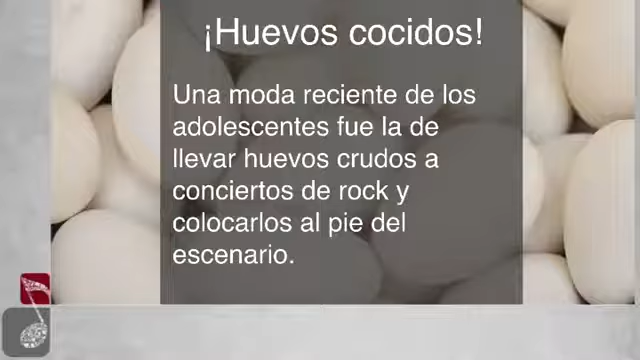 ¡Huevos cocidos!
Una moda reciente de los
adolescentes fue la de
llevar huevos crudos a
conciertos de rock y
colocarlos al pie del
escenario.